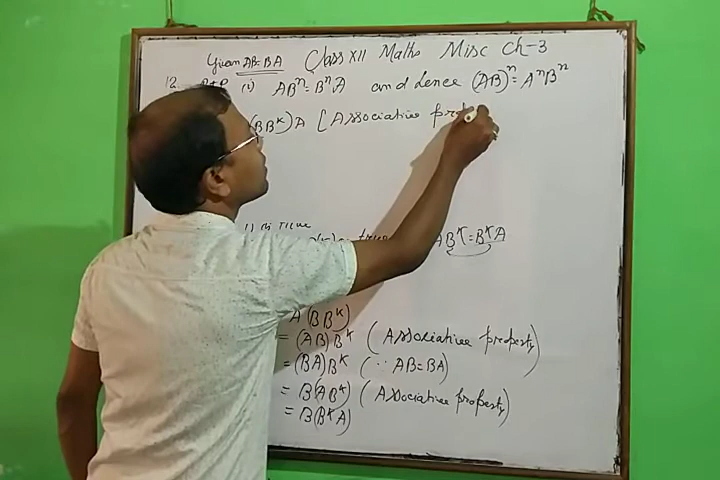 Given AB=BA Class XII Maths Misc Ch-3
12. (i) AB^n = B^n A and hence (AB)^n = A^n B^n
(BB^k) A [Associative prop
AB^k = B^k A
A (BB^k)
= (AB) B^k (Associative property)
= (BA) B^k (∵ AB = BA)
= B(AB^k) (Associative property)
= B(B^k A)